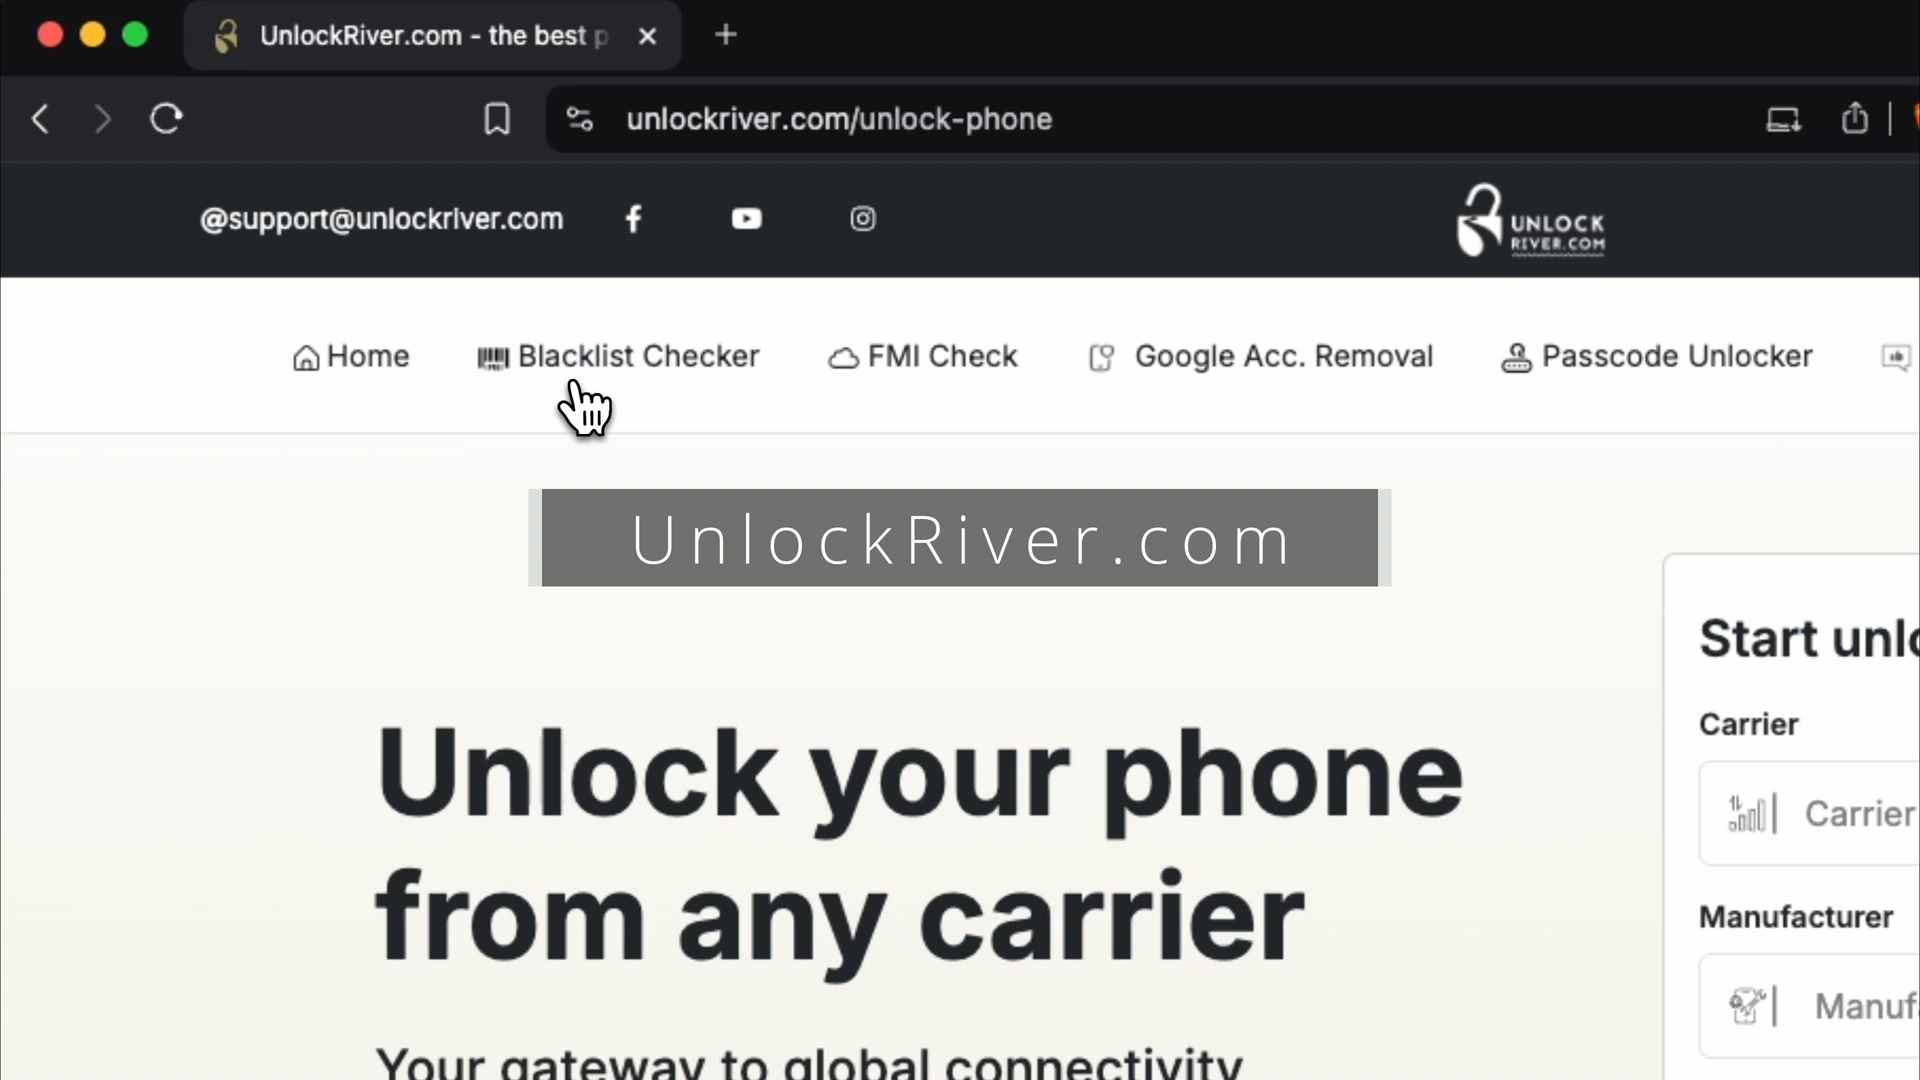 UnlockRiver.com - the best p
unlockriver.com/unlock-phone
@support@unlockriver.com
UNLOCK
RIVER.COM
Home
Blacklist Checker
FMI Check
Google Acc. Removal
Passcode Unlocker
UnlockRiver.com
Start unlo
Carrier
Carrier
Manufacturer
Manufa
Unlock your phone
from any carrier
Your gateway to global connectivity